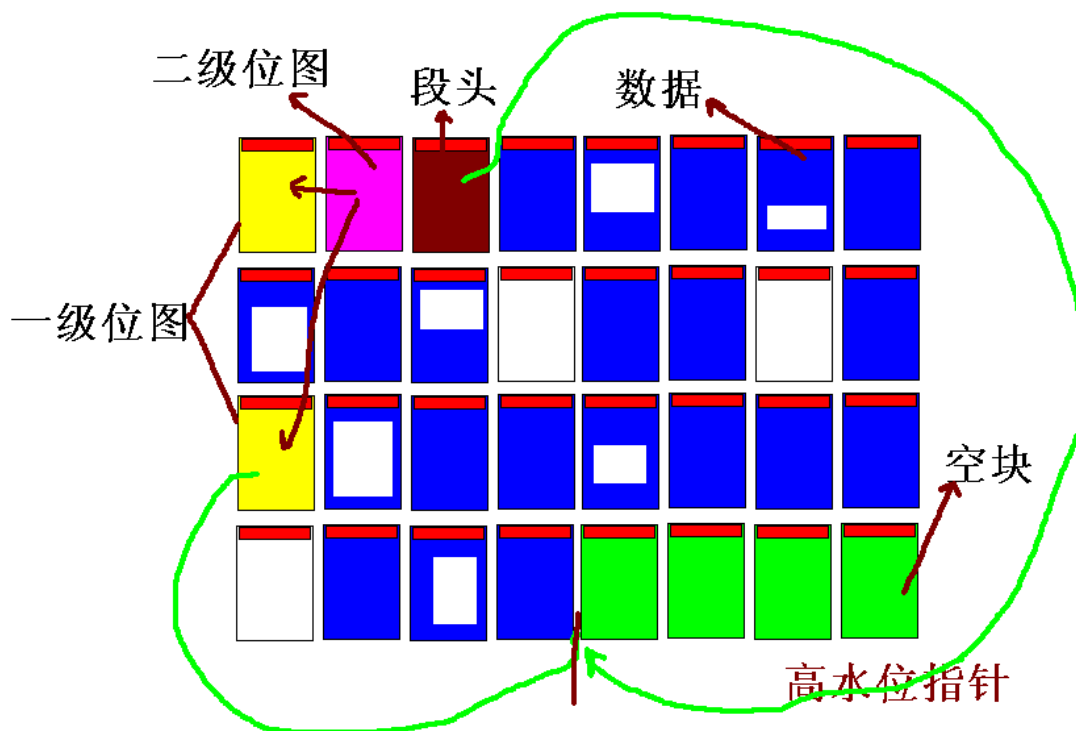 二级位图
段头
数据
一级位图
空块
高水位指针